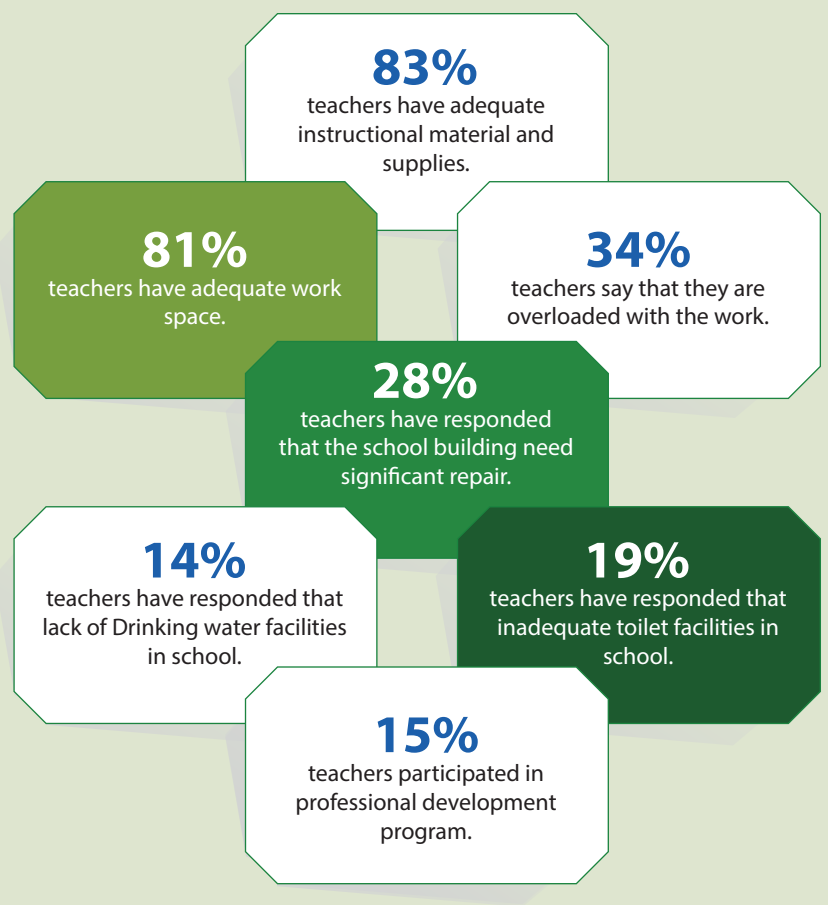 83%
teachers have adequate
instructional material and
supplies.
81%
teachers have adequate work
space.
34%
teachers say that they are
overloaded with the work.
28%
teachers have responded
that the school building need
significant repair.
14%
teachers have responded that
lack of Drinking water facilities
in school.
19%
teachers have responded that
inadequate toilet facilities in
school.
15%
teachers participated in
professional development
program.